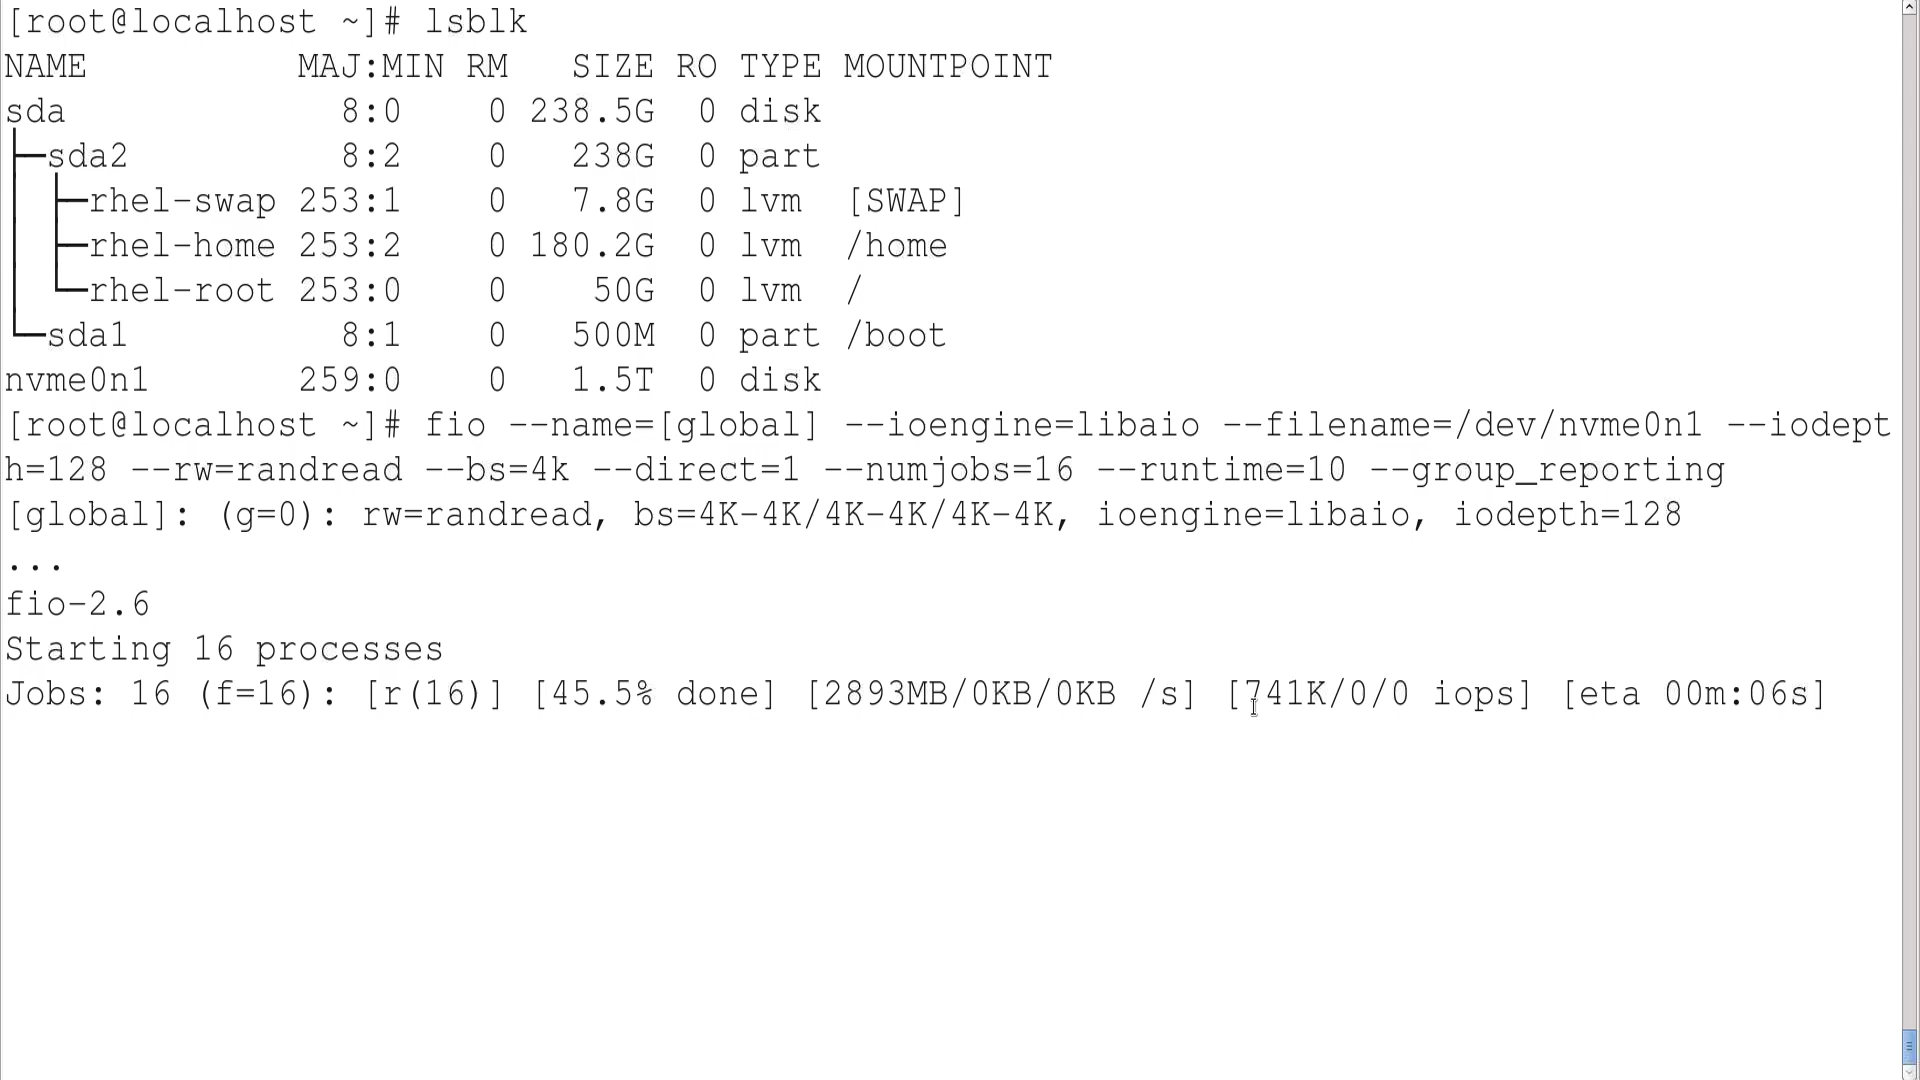 [root@localhost ~]# lsblk
NAME          MAJ:MIN RM   SIZE RO TYPE MOUNTPOINT
sda             8:0    0 238.5G  0 disk
├─sda2          8:2    0   238G  0 part
│ ├─rhel-swap 253:1    0   7.8G  0 lvm  [SWAP]
│ ├─rhel-home 253:2    0 180.2G  0 lvm  /home
│ └─rhel-root 253:0    0    50G  0 lvm  /
└─sda1          8:1    0   500M  0 part /boot
nvme0n1       259:0    0   1.5T  0 disk
[root@localhost ~]# fio --name=[global] --ioengine=libaio --filename=/dev/nvme0n1 --iodept
h=128 --rw=randread --bs=4k --direct=1 --numjobs=16 --runtime=10 --group_reporting
[global]: (g=0): rw=randread, bs=4K-4K/4K-4K/4K-4K, ioengine=libaio, iodepth=128
...
fio-2.6
Starting 16 processes
Jobs: 16 (f=16): [r(16)] [45.5% done] [2893MB/0KB/0KB /s] [741K/0/0 iops] [eta 00m:06s]